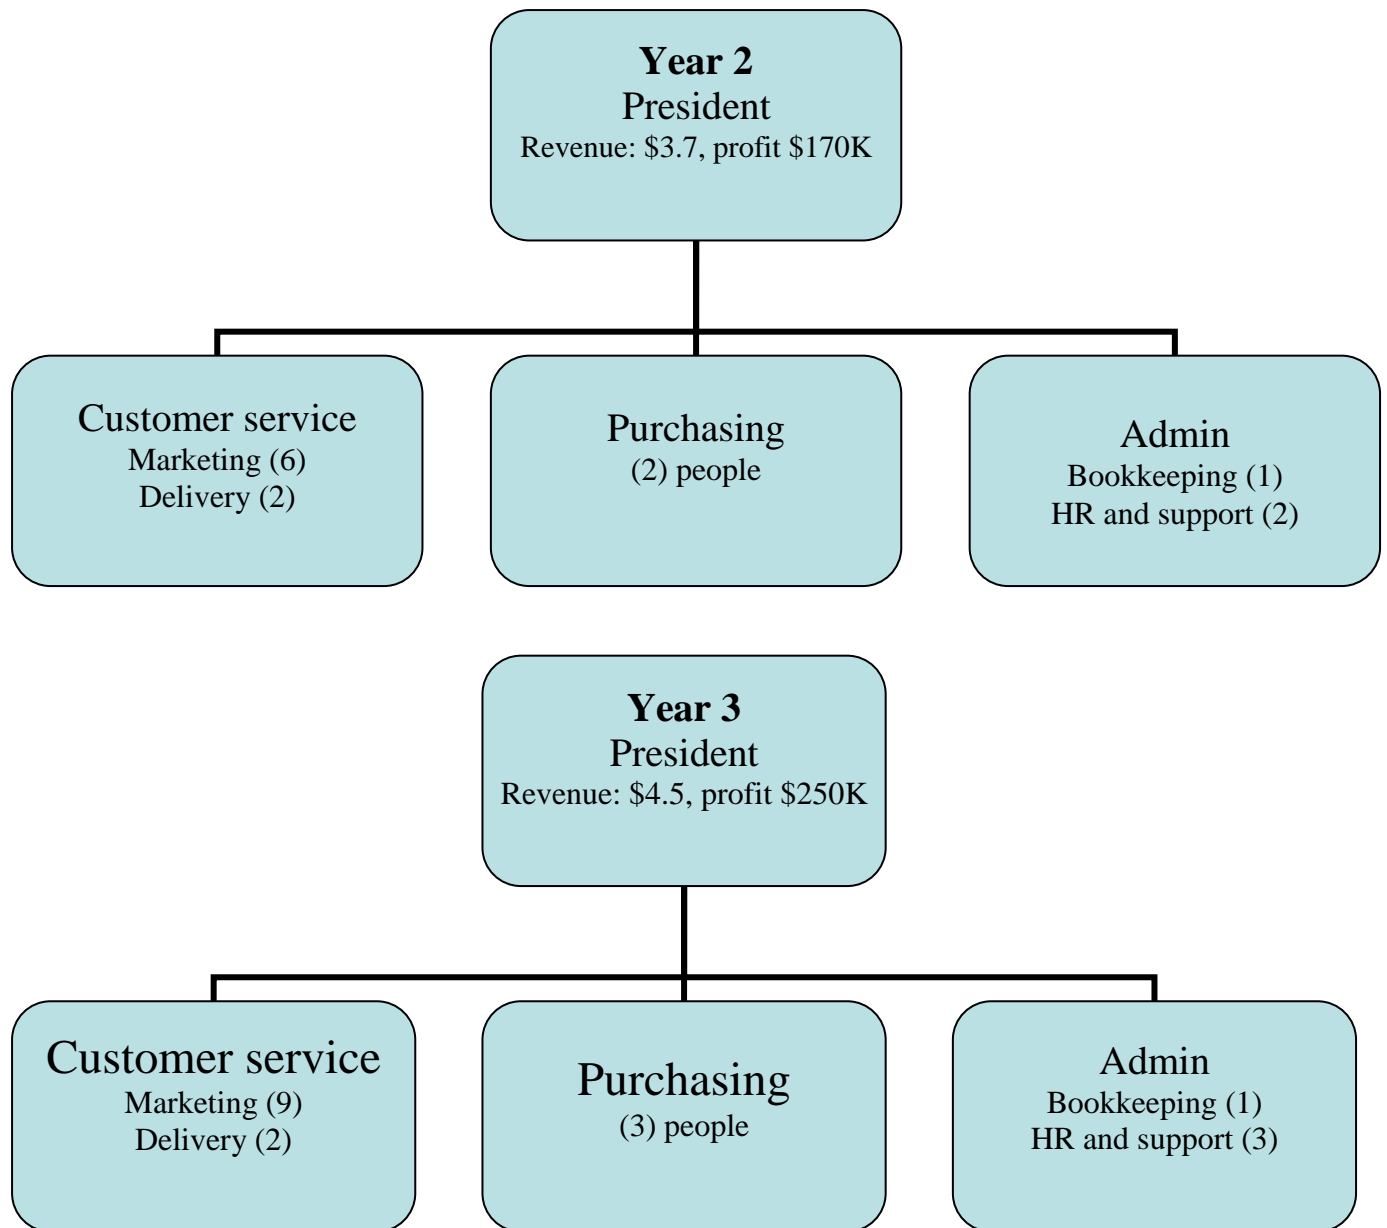 Year 2
President
Revenue: $3.7, profit $170K
Customer service
Marketing (6)
Delivery (2)
Purchasing
(2) people
Admin
Bookkeeping (1)
HR and support (2)
Year 3
President
Revenue: $4.5, profit $250K
Customer service
Marketing (9)
Delivery (2)
Purchasing
(3) people
Admin
Bookkeeping (1)
HR and support (3)